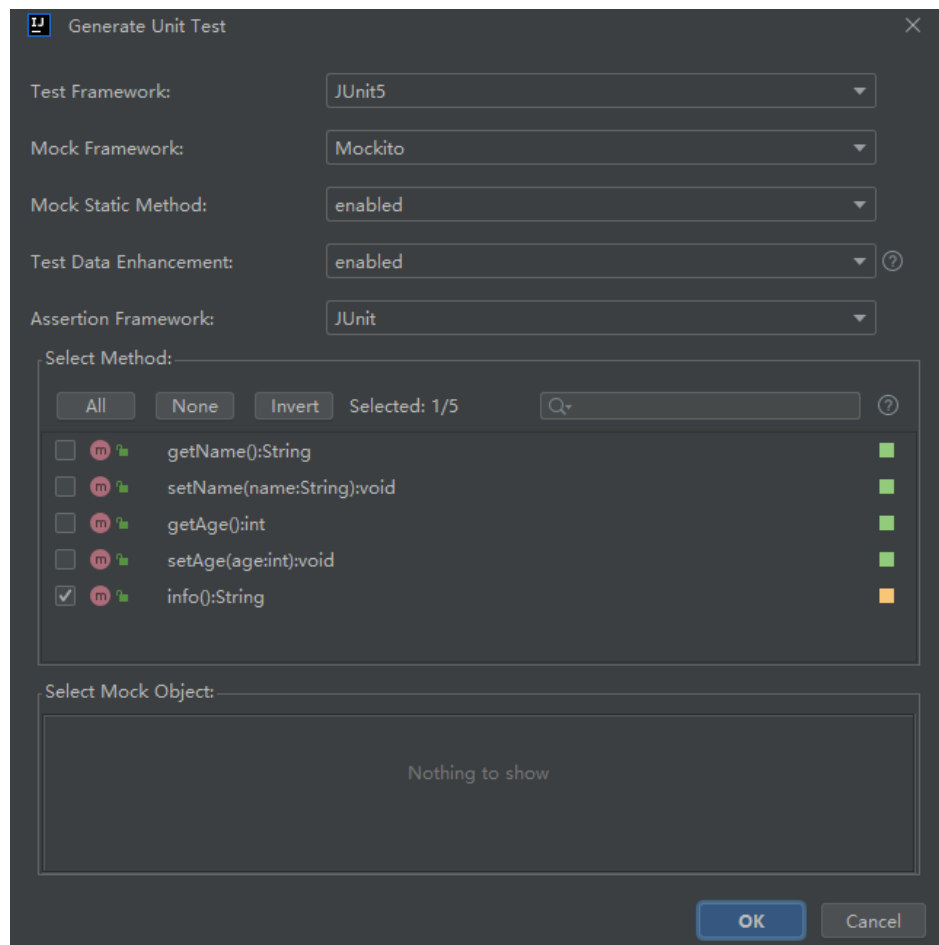 Generate Unit Test
Test Framework: JUnit5
Mock Framework: Mockito
Mock Static Method: enabled
Test Data Enhancement: enabled
Assertion Framework: JUnit
Select Method:
All None Invert Selected: 1/5
getName():String
setName(name:String):void
getAge():int
setAge(age:int):void
info():String
Select Mock Object:
Nothing to show
OK Cancel